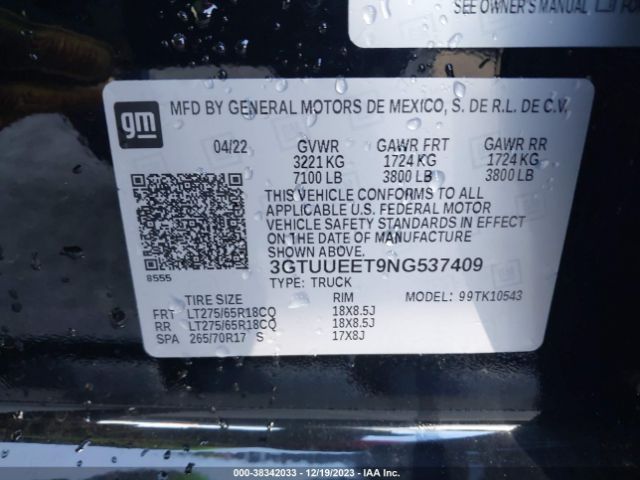 SEE OWNER'S MANUAL
gm
MFD BY GENERAL MOTORS DE MEXICO, S. DE R.L. DE C.V.
04/22 GVWR GAWR FRT GAWR RR
3221 KG 1724 KG 1724 KG
7100 LB 3800 LB 3800 LB
THIS VEHICLE CONFORMS TO ALL
APPLICABLE U.S. FEDERAL MOTOR
VEHICLE SAFETY STANDARDS IN EFFECT
ON THE DATE OF MANUFACTURE
SHOWN ABOVE.
3GTUUEET9NG537409
8555
TYPE: TRUCK
TIRE SIZE RIM MODEL: 99TK10543
FRT LT275/65R18CQ 18X8.5J
RR LT275/65R18CQ 18X8.5J
SPA 265/70R17 S 17X8J
000-38342033 - 12/19/2023 - IAA Inc.